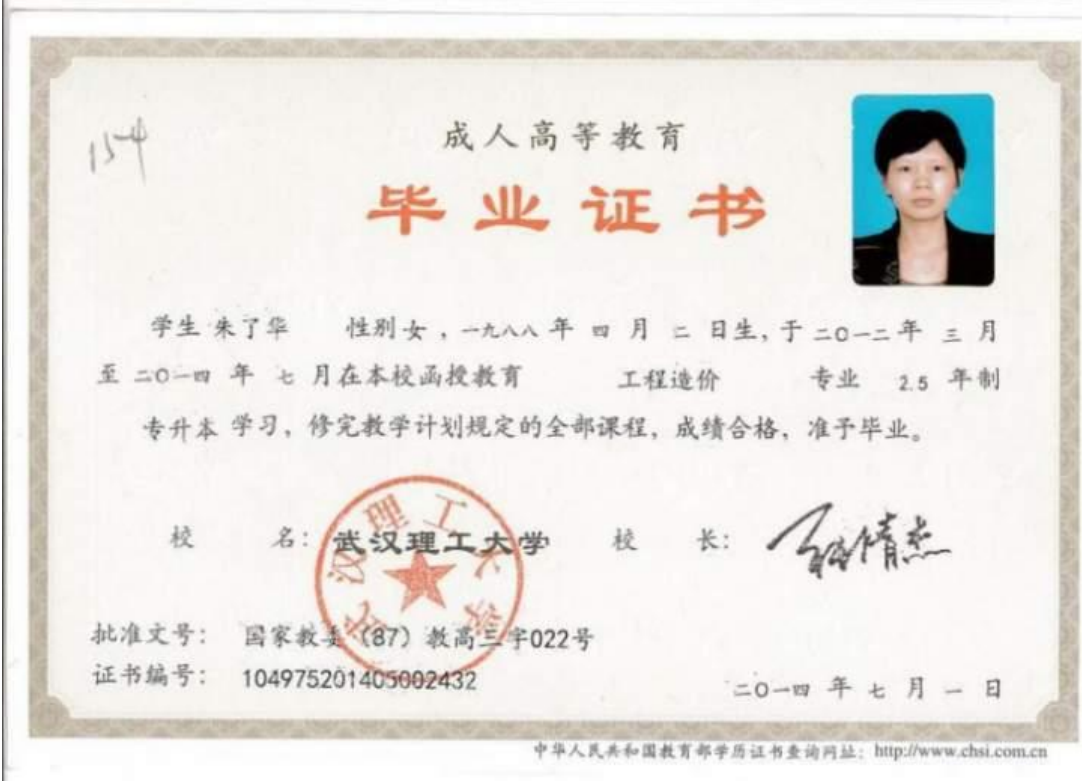 154
成人高等教育
毕业证书
学生 朱了华 性别女，一九八八年 四 月 二 日生，于二〇一二年 三 月
至 二〇一四 年 七 月在本校函授教育 工程造价 专业 2.5 年制
专升本 学习，修完教学计划规定的全部课程，成绩合格，准予毕业。
校 名：武汉理工大学 校 长：
武汉理工大学
批准文号： 国家教委（87）教高三字022号
证书编号： 104975201405002432
二〇一四 年 七 月 一 日
中华人民共和国教育部学历证书查询网址：http://www.chsi.com.cn